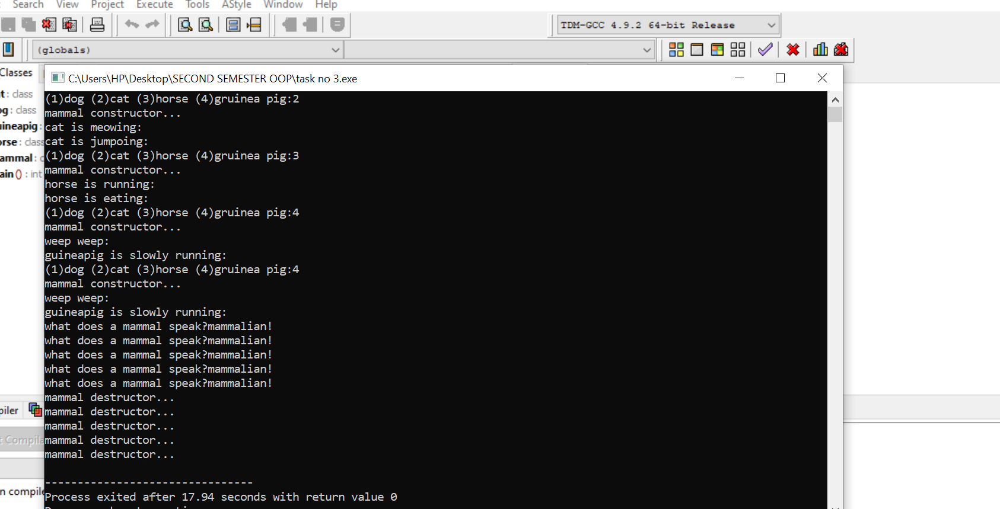 Search View Project Execute Tools AStyle Window Help
TDM-GCC 4.9.2 64-bit Release
(globals)
Classes
C:\Users\HP\Desktop\SECOND SEMESTER OOP\task no 3.exe
t : class
og : class
uineapig :
orse : class
ammal : c
ain () : int
(1)dog (2)cat (3)horse (4)gruinea pig:2
mammal constructor...
cat is meowing:
cat is jumpoing:
(1)dog (2)cat (3)horse (4)gruinea pig:3
mammal constructor...
horse is running:
horse is eating:
(1)dog (2)cat (3)horse (4)gruinea pig:4
mammal constructor...
weep weep:
guineapig is slowly running:
(1)dog (2)cat (3)horse (4)gruinea pig:4
mammal constructor...
weep weep:
guineapig is slowly running:
what does a mammal speak?mammalian!
what does a mammal speak?mammalian!
what does a mammal speak?mammalian!
what does a mammal speak?mammalian!
what does a mammal speak?mammalian!
mammal destructor...
mammal destructor...
mammal destructor...
mammal destructor...
mammal destructor...
--------------------------------
Process exited after 17.94 seconds with return value 0
piler
t Compila
n compile